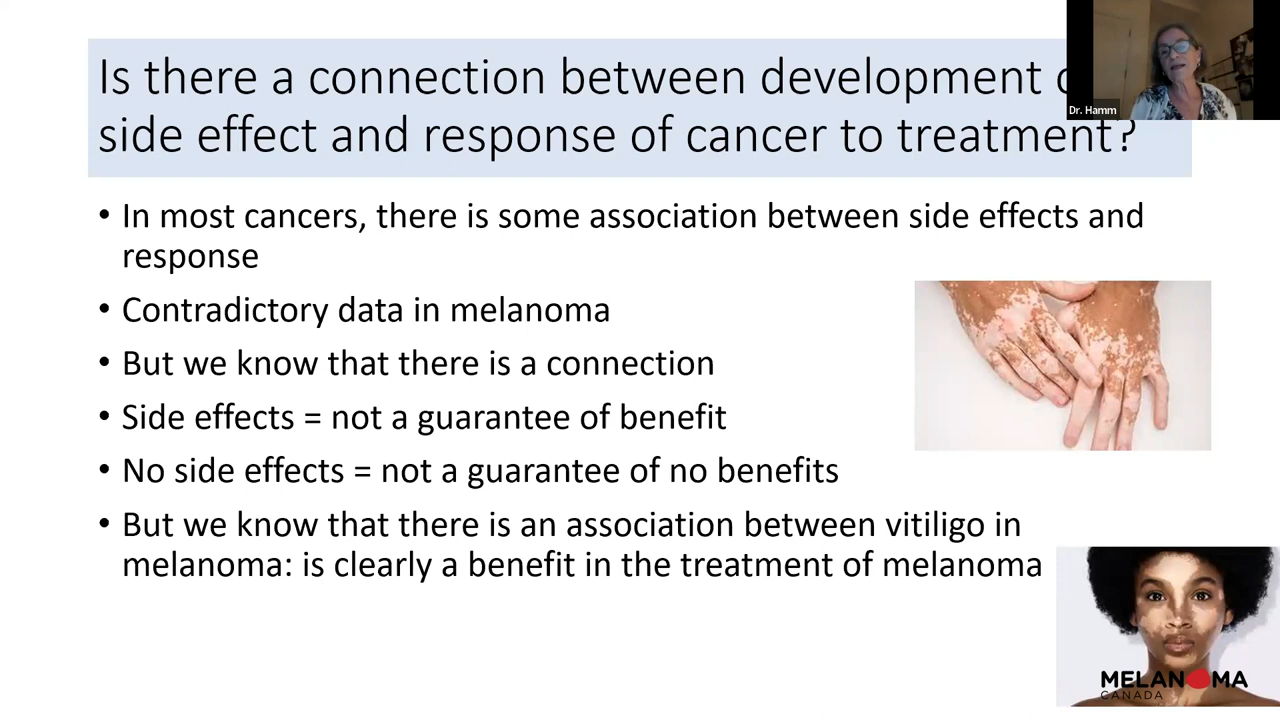 Is there a connection between development
side effect and response of cancer to treatment?
Dr. Hamm
• In most cancers, there is some association between side effects and
response
• Contradictory data in melanoma
• But we know that there is a connection
• Side effects = not a guarantee of benefit
• No side effects = not a guarantee of no benefits
• But we know that there is an association between vitiligo in
melanoma: is clearly a benefit in the treatment of melanoma
MELANOMA
CANADA